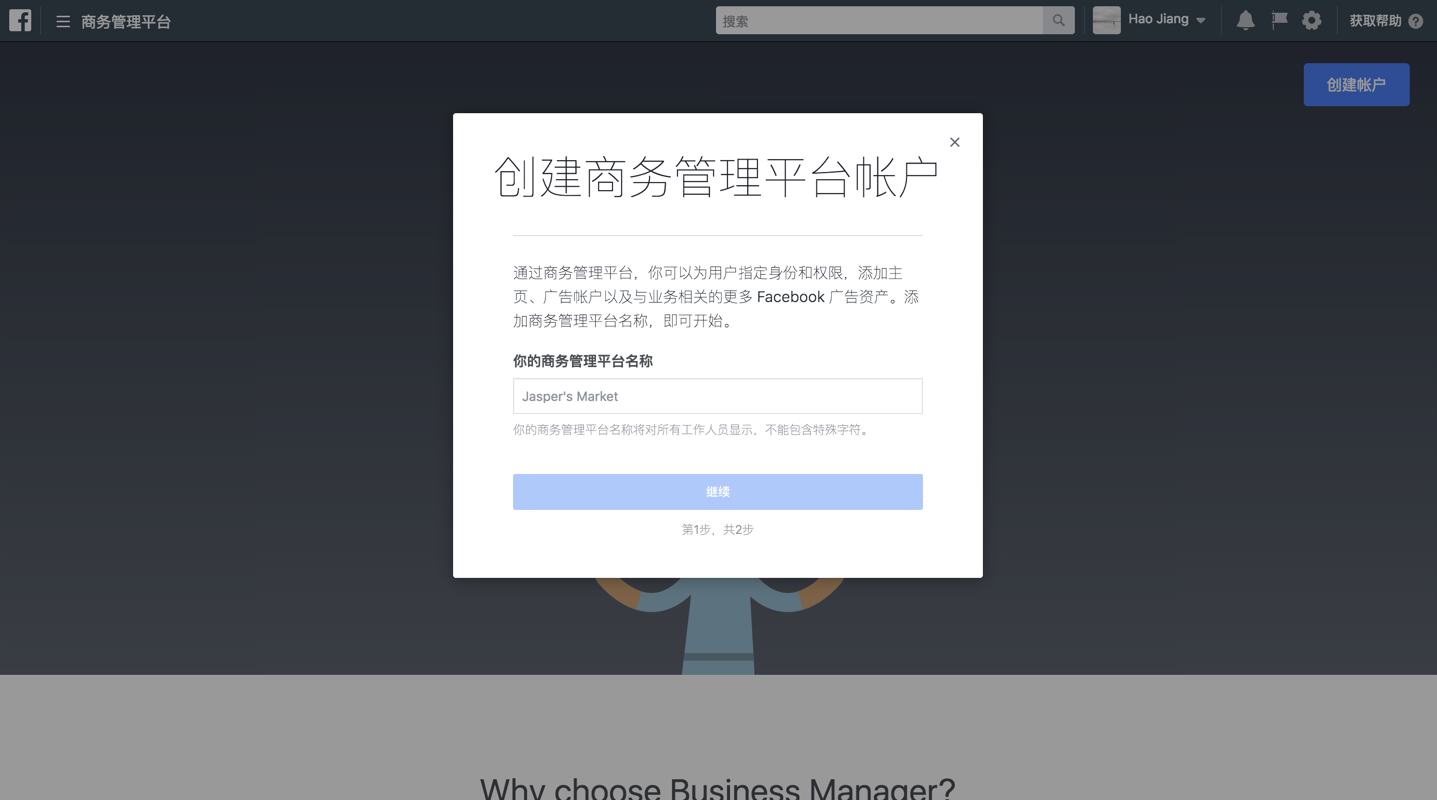 商务管理平台
搜索
Hao Jiang
获取帮助
创建帐户
创建商务管理平台帐户
通过商务管理平台，你可以为用户指定身份和权限，添加主
页、广告帐户以及与业务相关的更多 Facebook 广告资产。添
加商务管理平台名称，即可开始。
你的商务管理平台名称
Jasper's Market
你的商务管理平台名称将对所有工作人员显示，不能包含特殊字符。
继续
第1步，共2步
Why choose Business Manager?